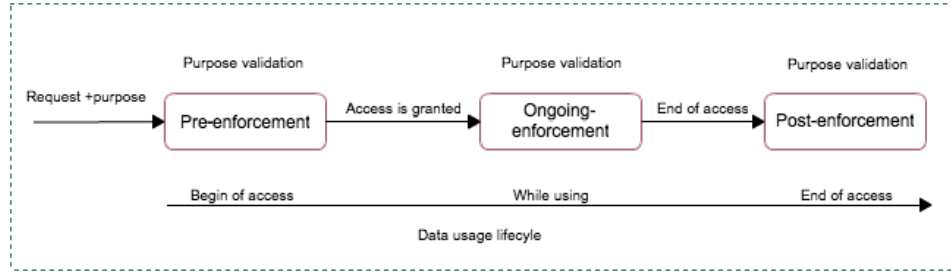 Purpose validation
Purpose validation
Purpose validation
Request +purpose
Pre-enforcement
Access is granted
Ongoing-
enforcement
End of access
Post-enforcement
Begin of access
While using
End of access
Data usage lifecyle